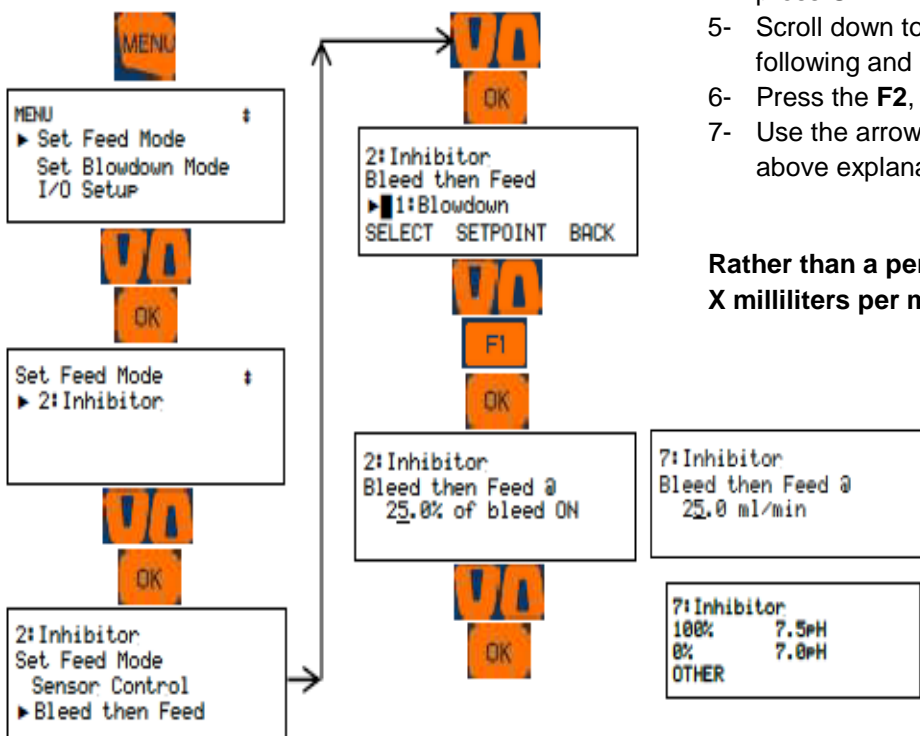 MENU
MENU
▶ Set Feed Mode
Set Blowdown Mode
I/O Setup
OK
Set Feed Mode
▶ 2:Inhibitor
OK
2:Inhibitor
Set Feed Mode
Sensor Control
▶Bleed then Feed
OK
2:Inhibitor
Bleed then Feed
▶1:Blowdown
SELECT SETPOINT BACK
F1
OK
2:Inhibitor
Bleed then Feed @
25.0% of bleed ON
OK
5- Scroll down to
following and
6- Press the F2,
7- Use the arrow
above explana
Rather than a per
X milliliters per m
7:Inhibitor
Bleed then Feed @
25.0 ml/min
7:Inhibitor
100% 7.5pH
0% 7.0pH
OTHER